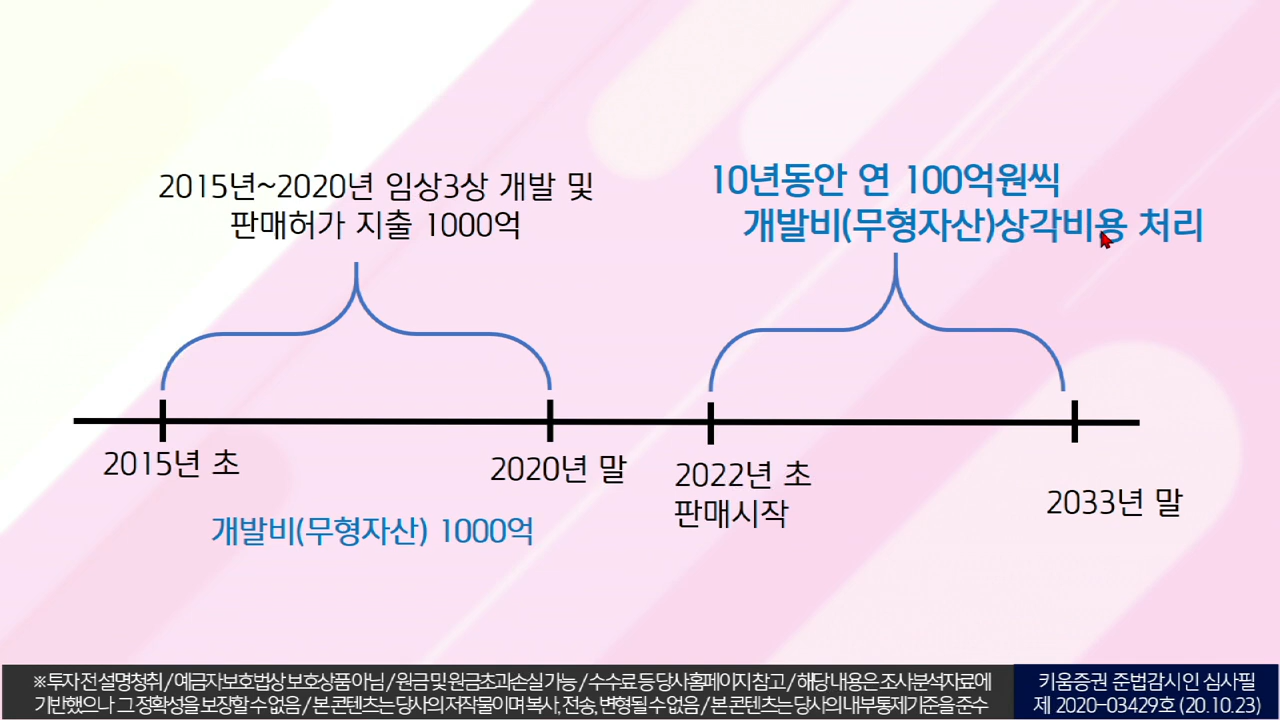 2015년~2020년 임상3상 개발 및
판매허가 지출 1000억
10년동안 연 100억원씩
개발비(무형자산)상각비용 처리
2015년 초
2020년 말
2022년 초
판매시작
2033년 말
개발비(무형자산) 1000억
※투자 전 설명청취 / 예금자보호법상 보호상품 아님 / 원금 및 원금초과손실 가능 / 수수료 등 당사홈페이지 참고 / 해당 내용은 조사분석자료에
기반했으나 그 정확성을 보장할 수 없음 / 본 콘텐츠는 당사의 저작물이며 복사, 전송, 변형될 수 없음 / 본 콘텐츠는 당사의 내부통제기준을 준수
키움증권 준법감시인 심사필
제 2020-03429호 (20.10.23)